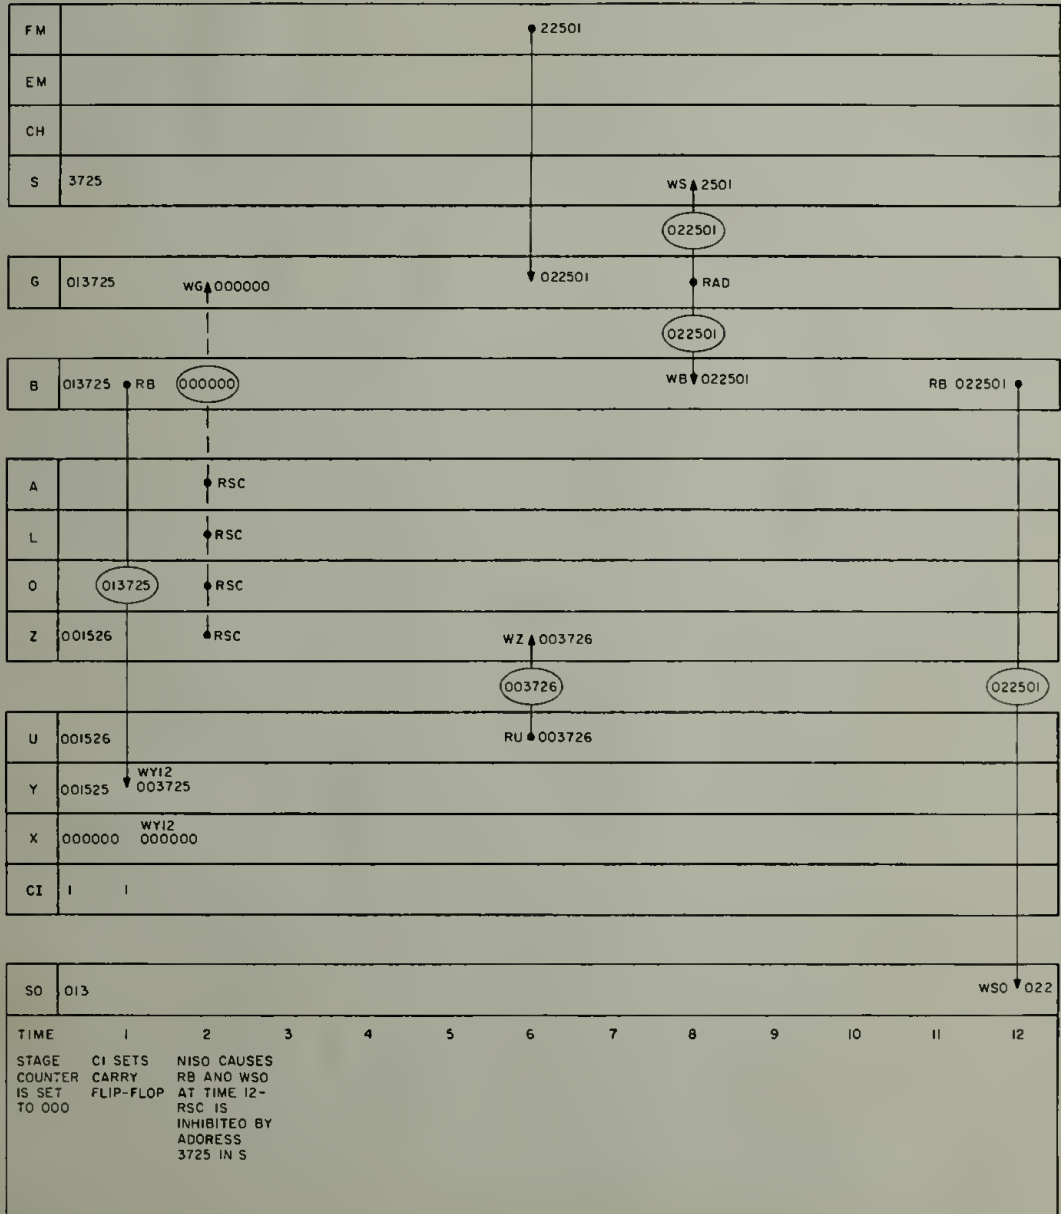 FM 22501
EM
CH
S 3725 WS 2501
022501
G 013725 WG 000000 022501 RAD
022501
B 013725 RB 000000 WB 022501 RB 022501
A RSC
L RSC
O 013725 RSC
Z 001526 RSC WZ 003726
003726 022501
U 001526 RU 003726
WY12
Y 001525 003725
WY12
X 000000 000000
CI 1 1
SO 013 WSO 022
TIME 1 2 3 4 5 6 7 8 9 10 11 12
STAGE CI SETS NISO CAUSES
COUNTER CARRY RB AND WSO
IS SET FLIP-FLOP AT TIME 12-
TO 000 RSC IS
INHIBITED BY
ADDRESS
3725 IN S